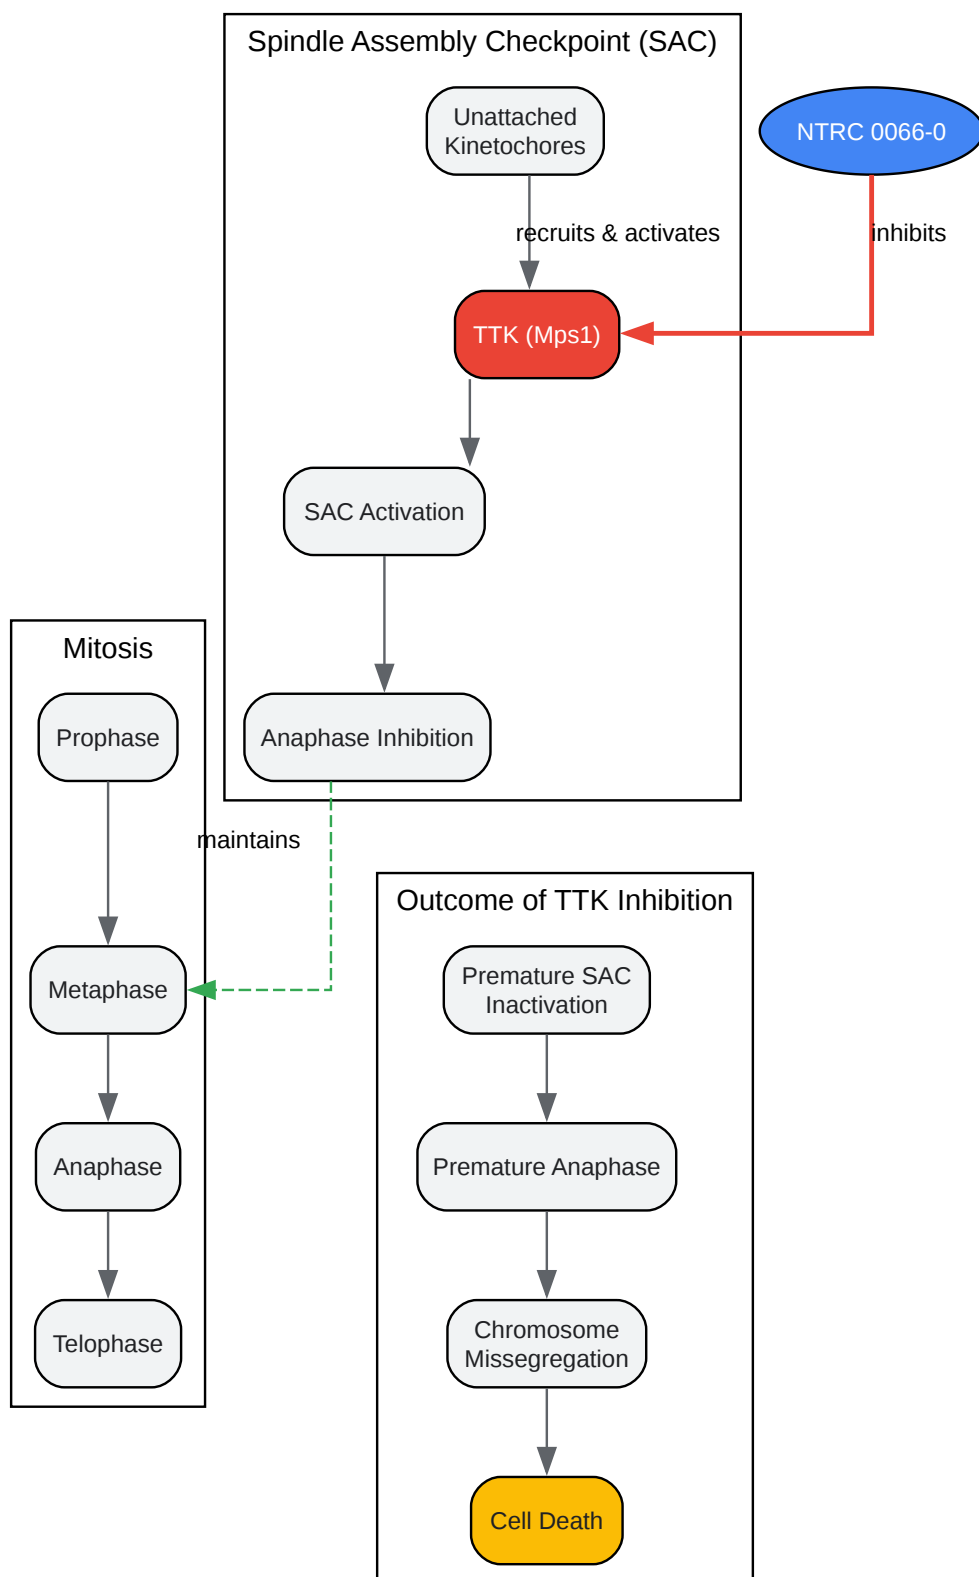 Spindle Assembly Checkpoint (SAC)
Unattached
Kinetochores
NTRC 0066-0
recruits & activates
inhibits
TTK (Mps1)
SAC Activation
Anaphase Inhibition
maintains
Mitosis
Prophase
Metaphase
Anaphase
Telophase
Outcome of TTK Inhibition
Premature SAC
Inactivation
Premature Anaphase
Chromosome
Missegregation
Cell Death